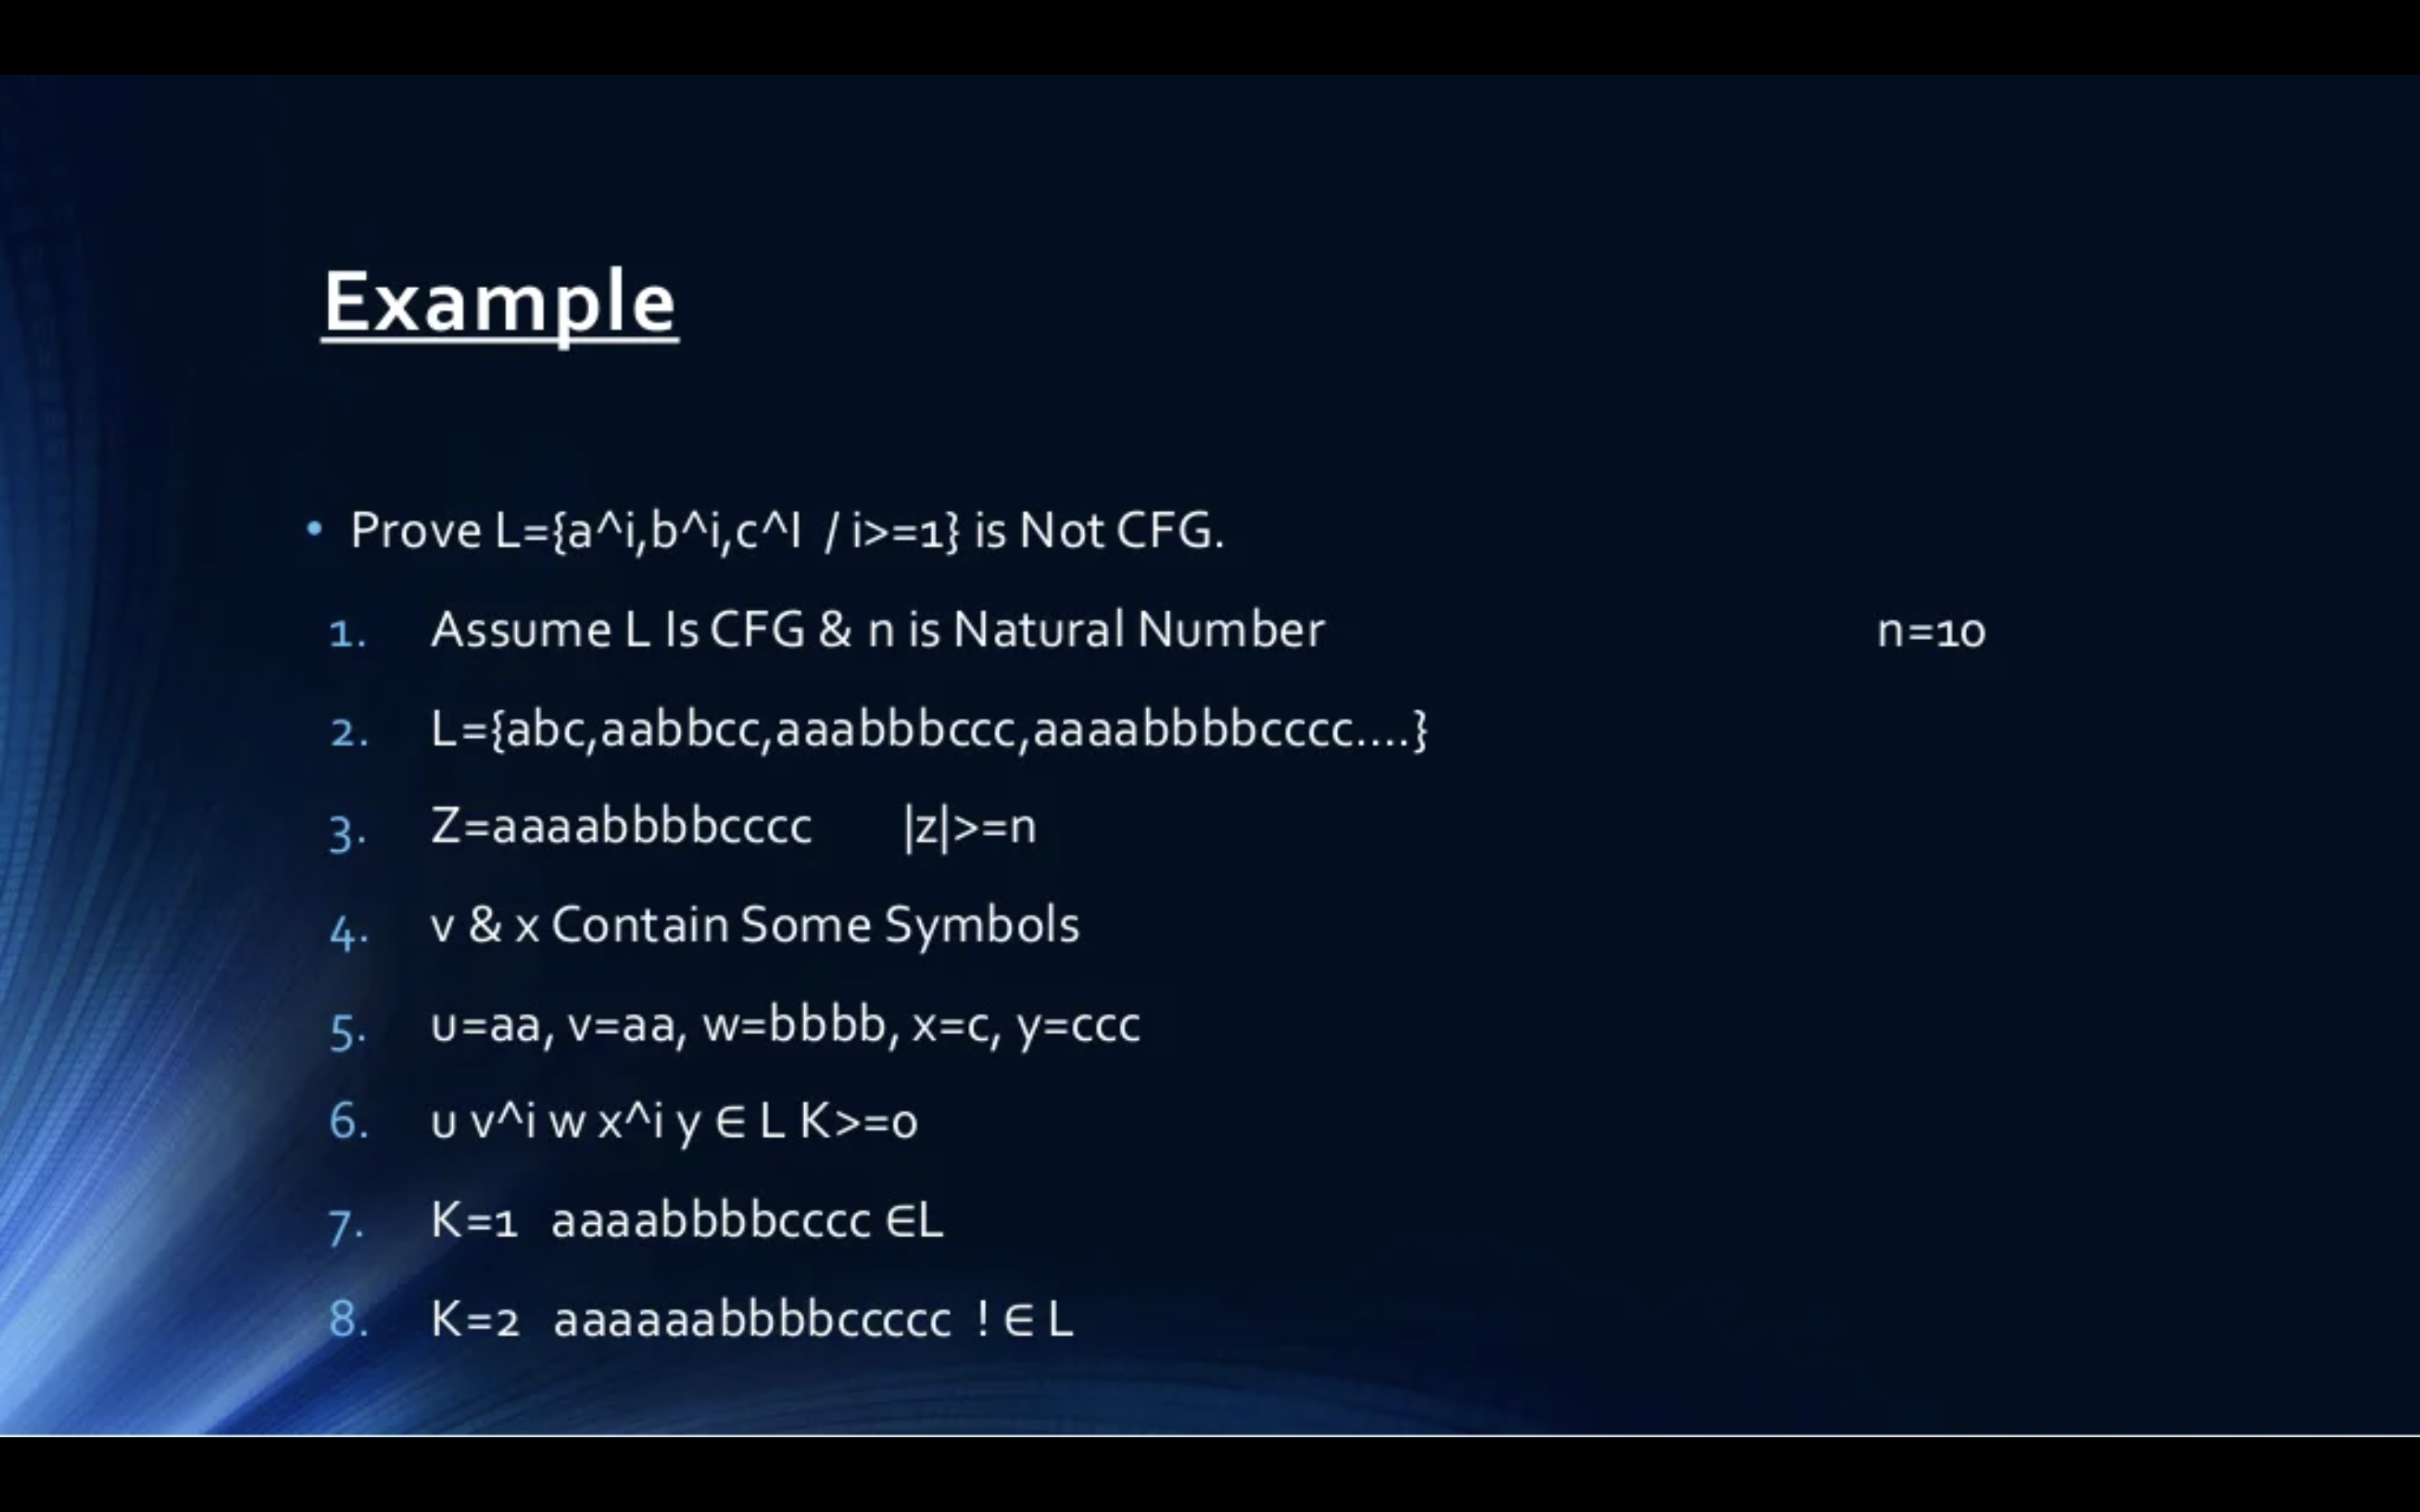 Example
• Prove L={a^i,b^i,c^I / i>=1} is Not CFG.
1. Assume L Is CFG & n is Natural Number n=10
2. L={abc,aabbcc,aaabbbccc,aaaabbbbcccc....}
3. Z=aaaabbbbcccc |z|>=n
4. v & x Contain Some Symbols
5. u=aa, v=aa, w=bbbb, x=c, y=ccc
6. u v^i w x^i y ∈ L K>=0
7. K=1 aaaabbbbcccc ∈L
8. K=2 aaaaaabbbbccccc ! ∈ L